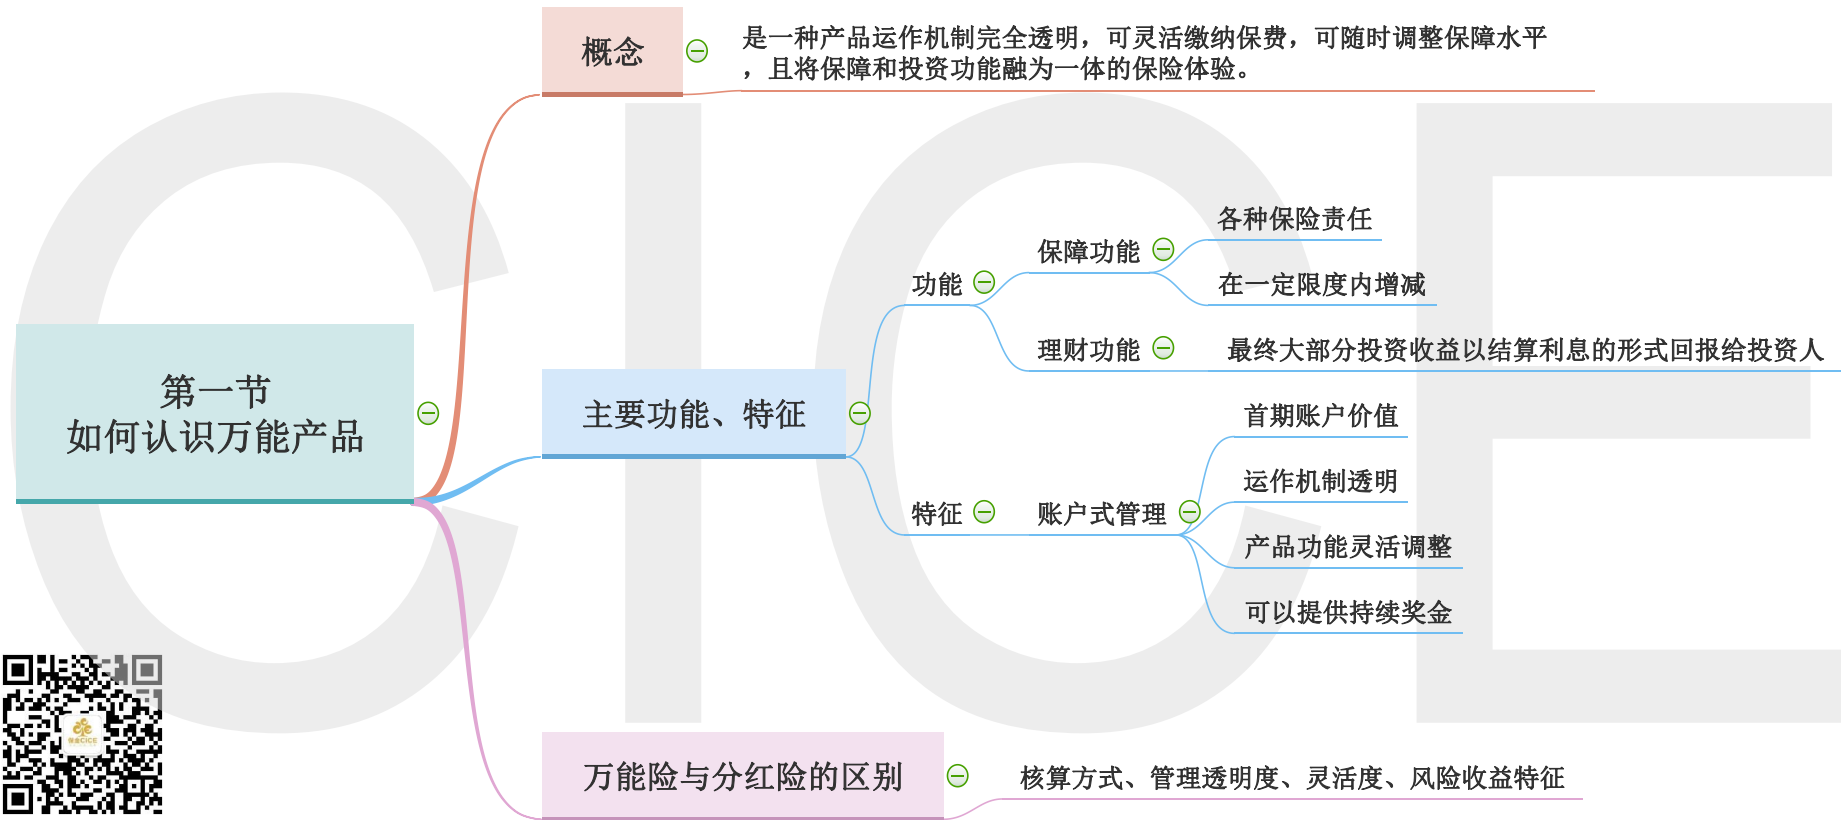 概念
是一种产品运作机制完全透明，可灵活缴纳保费，可随时调整保障水平
，且将保障和投资功能融为一体的保险体验。
第一节
如何认识万能产品
主要功能、特征
功能
保障功能
各种保险责任
在一定限度内增减
理财功能
最终大部分投资收益以结算利息的形式回报给投资人
特征
账户式管理
首期账户价值
运作机制透明
产品功能灵活调整
可以提供持续奖金
万能险与分红险的区别
核算方式、管理透明度、灵活度、风险收益特征
CICE